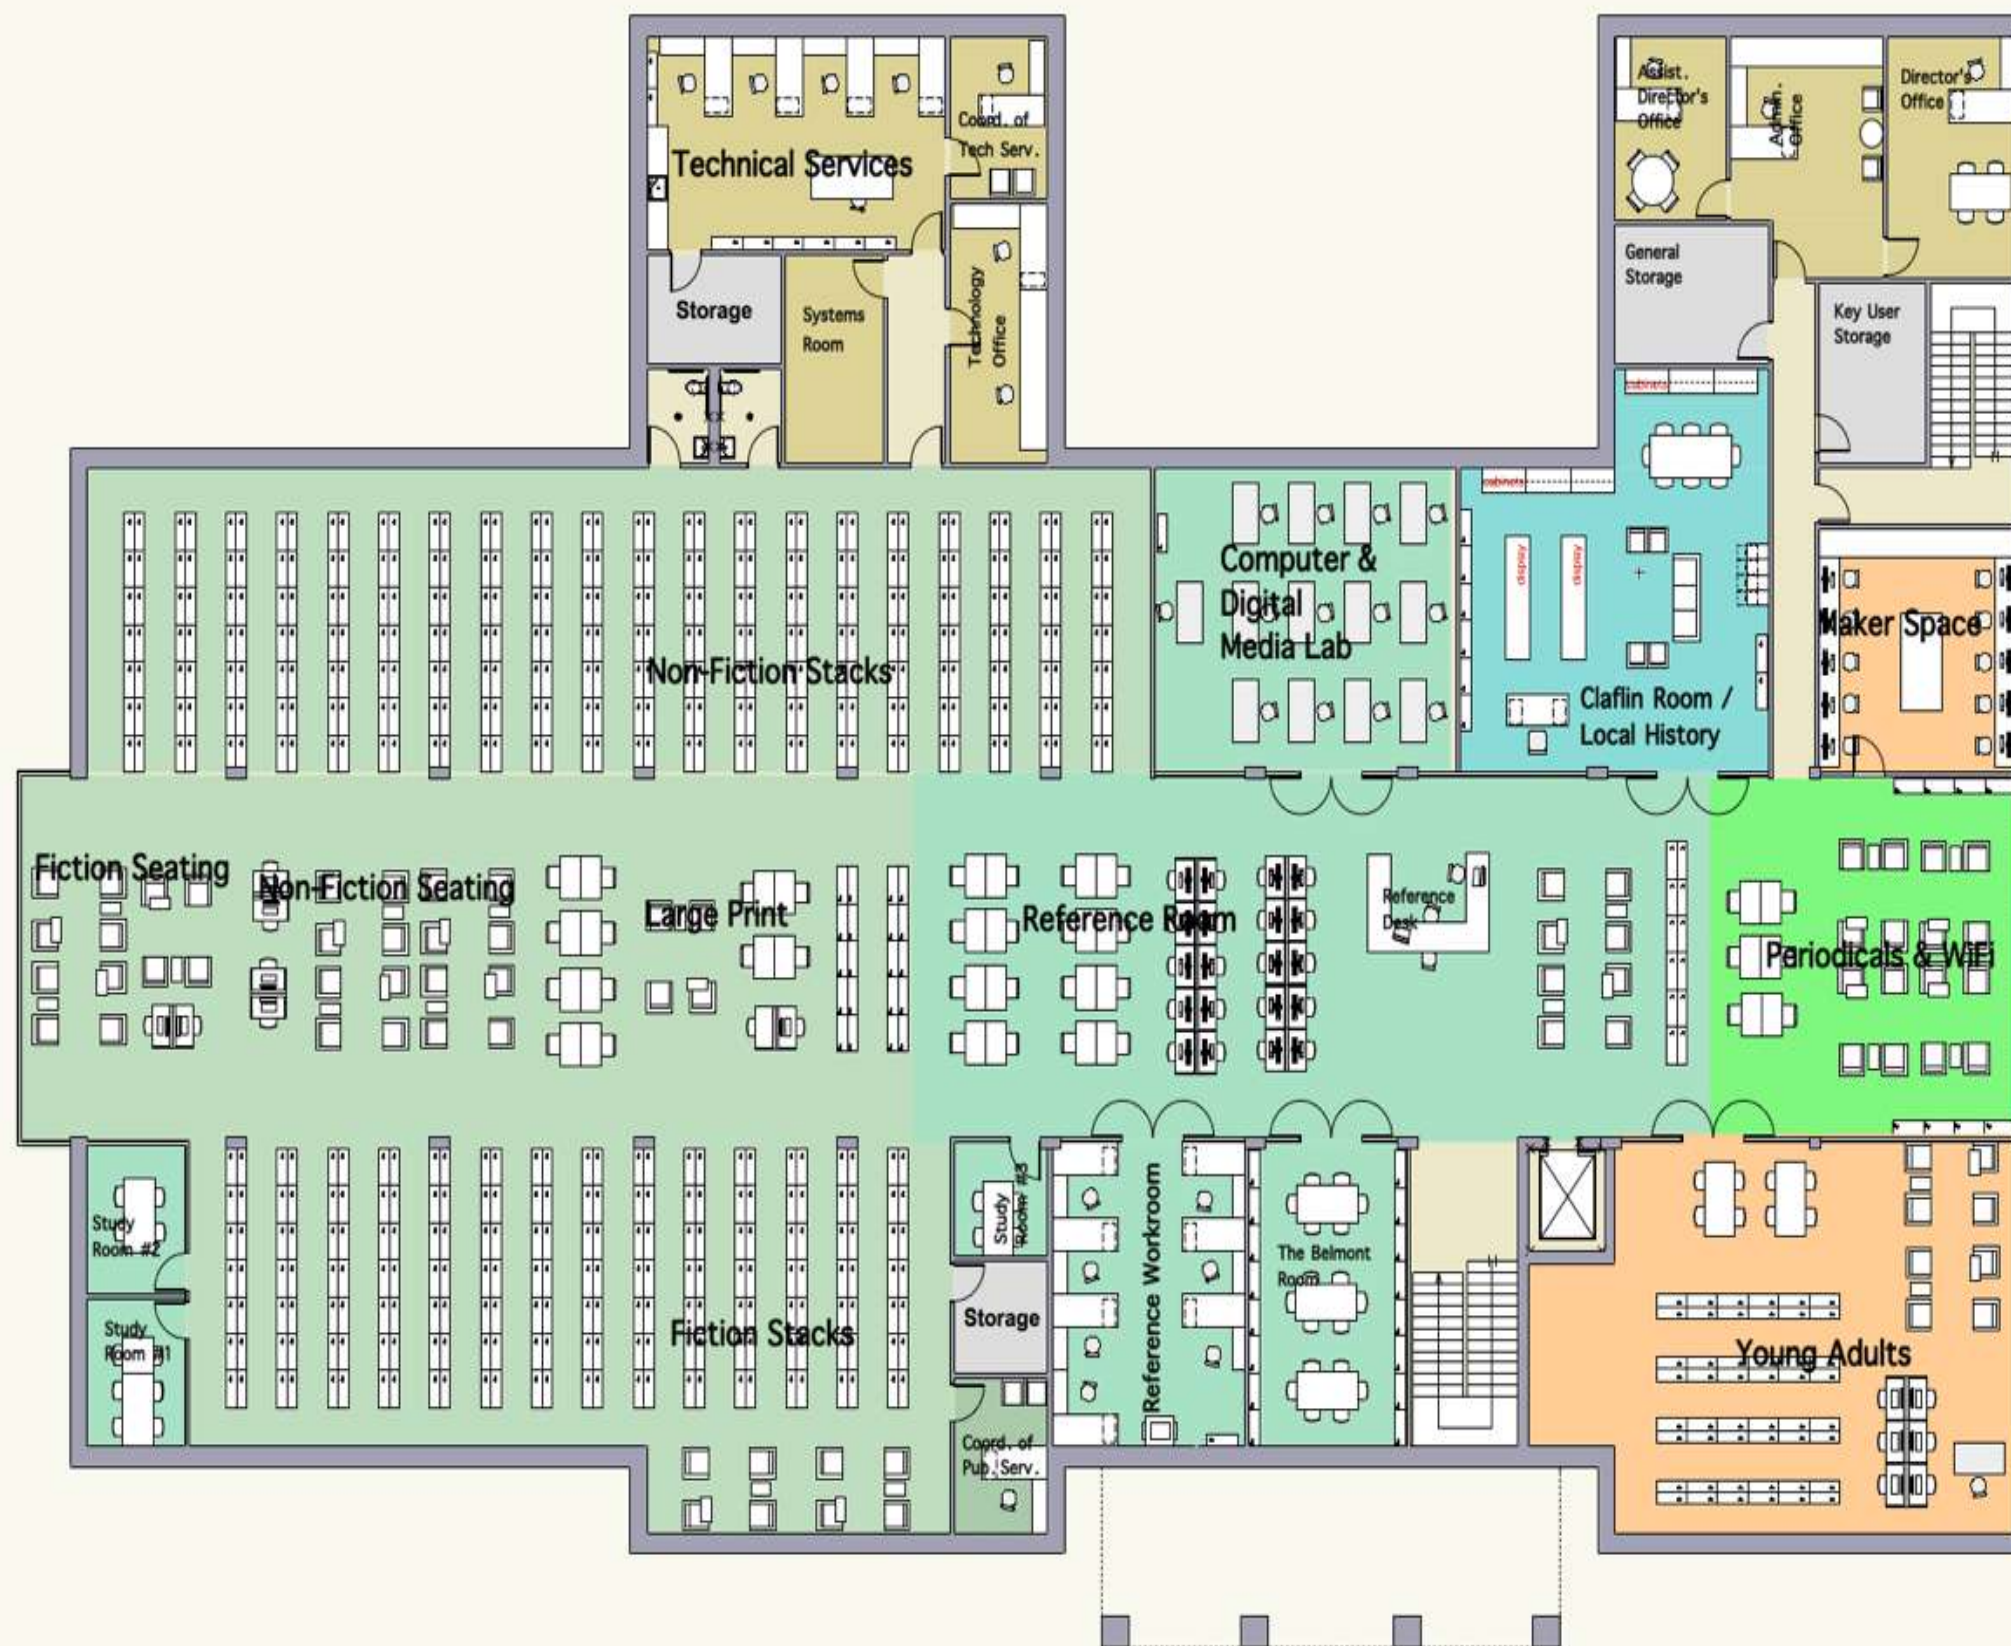 Technical Services
Coord. of
Tech Serv.
Storage
Systems
Room
Technology
Office
Assist.
Director's
Office
Admin.
Office
Director's
Office
General
Storage
Key User
Storage
cabinets
cabinets
display
display
Claflin Room /
Local History
Computer &
Digital
Media Lab
Maker Space
Non-Fiction Stacks
Fiction Seating
Non-Fiction Seating
Large Print
Reference Room
Reference
Desk
Periodicals & WiFi
Study
Room #2
Study
Room #1
Fiction Stacks
Study
Room #3
Storage
Coord. of
Pub. Serv.
Reference Workroom
The Belmont
Room
Young Adults